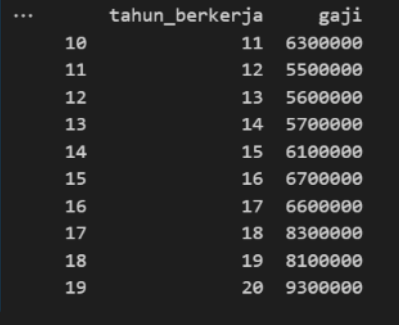 ... tahun_berkerja gaji
10 11 6300000
11 12 5500000
12 13 5600000
13 14 5700000
14 15 6100000
15 16 6700000
16 17 6600000
17 18 8300000
18 19 8100000
19 20 9300000